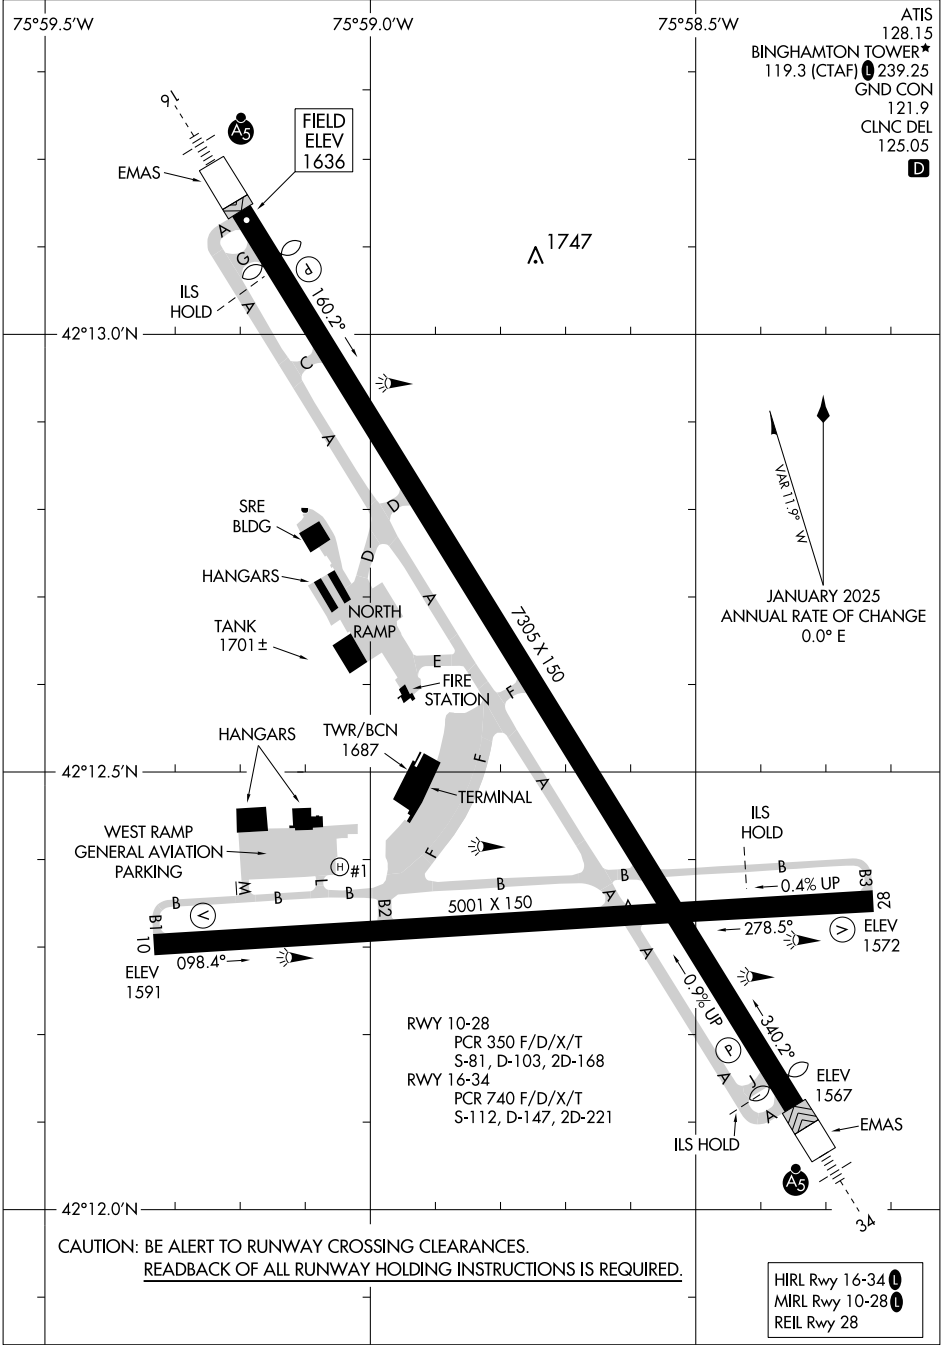 75°59.5'W
75°59.0'W
75°58.5'W
ATIS
128.15
BINGHAMTON TOWER★
119.3 (CTAF) L 239.25
GND CON
121.9
CLNC DEL
125.05
D
16
A5
FIELD
ELEV
1636
EMAS
A
G
P
ILS
HOLD
A
160.2°
1747
42°13.0'N
C
A
VAR 11.9° W
JANUARY 2025
ANNUAL RATE OF CHANGE
0.0° E
SRE
BLDG
D
D
HANGARS
NORTH
RAMP
A
7305 X 150
TANK
1701±
E
FIRE
STATION
F
HANGARS
TWR/BCN
1687
F
42°12.5'N
A
TERMINAL
WEST RAMP
GENERAL AVIATION
PARKING
H #1
F
ILS
HOLD
B
B
B
B3
M
L
B
B
B
B2
A
A
0.4% UP
28
5001 X 150
B1
V
10
098.4°
278.5°
V
ELEV
1572
ELEV
1591
A
0.9% UP
340.2°
RWY 10-28
PCR 350 F/D/X/T
S-81, D-103, 2D-168
RWY 16-34
PCR 740 F/D/X/T
S-112, D-147, 2D-221
P
A
J
A
ELEV
1567
ILS HOLD
EMAS
A5
34
42°12.0'N
CAUTION: BE ALERT TO RUNWAY CROSSING CLEARANCES.
READBACK OF ALL RUNWAY HOLDING INSTRUCTIONS IS REQUIRED.
HIRL Rwy 16-34 L
MIRL Rwy 10-28 L
REIL Rwy 28